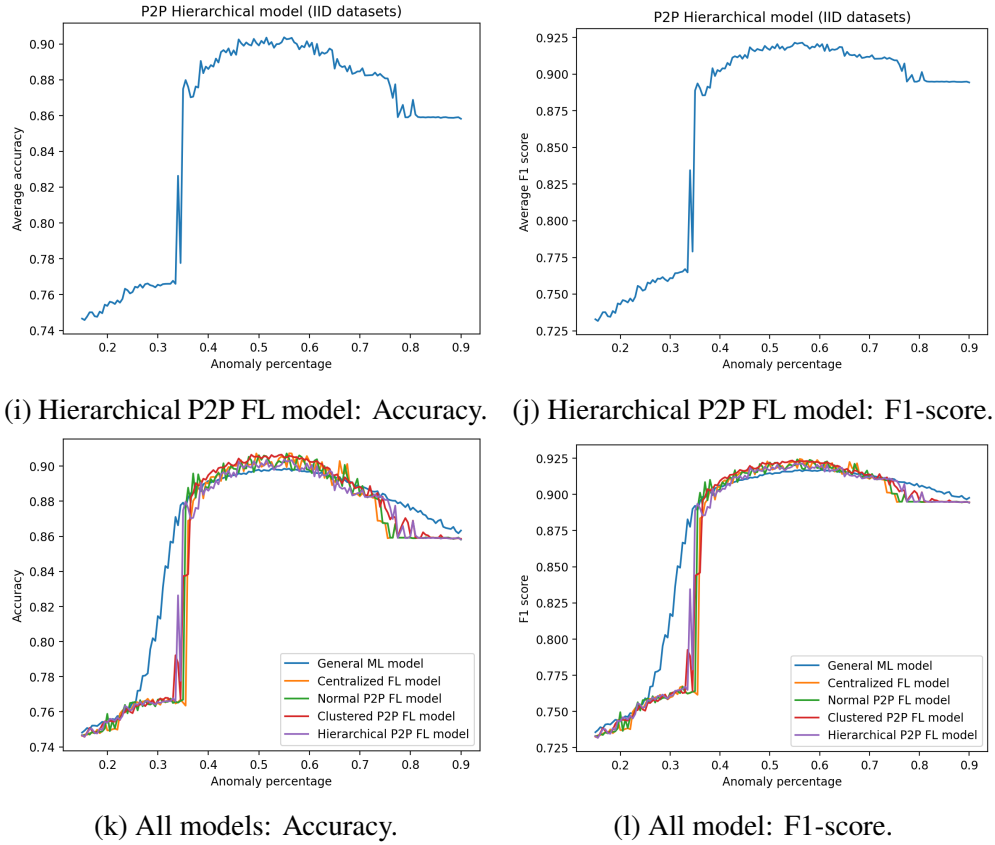 P2P Hierarchical model (IID datasets)
0.90
0.88
0.86
0.84
0.82
0.80
0.78
0.76
0.74
Average accuracy
0.2 0.3 0.4 0.5 0.6 0.7 0.8 0.9
Anomaly percentage
P2P Hierarchical model (IID datasets)
0.925
0.900
0.875
0.850
0.825
0.800
0.775
0.750
0.725
Average F1 score
0.2 0.3 0.4 0.5 0.6 0.7 0.8 0.9
Anomaly percentage
(i) Hierarchical P2P FL model: Accuracy.
(j) Hierarchical P2P FL model: F1-score.
0.90
0.88
0.86
0.84
0.82
0.80
0.78
0.76
0.74
Accuracy
General ML model
Centralized FL model
Normal P2P FL model
Clustered P2P FL model
Hierarchical P2P FL model
0.2 0.3 0.4 0.5 0.6 0.7 0.8 0.9
Anomaly percentage
0.925
0.900
0.875
0.850
0.825
0.800
0.775
0.750
0.725
F1 score
General ML model
Centralized FL model
Normal P2P FL model
Clustered P2P FL model
Hierarchical P2P FL model
0.2 0.3 0.4 0.5 0.6 0.7 0.8 0.9
Anomaly percentage
(k) All models: Accuracy.
(l) All model: F1-score.